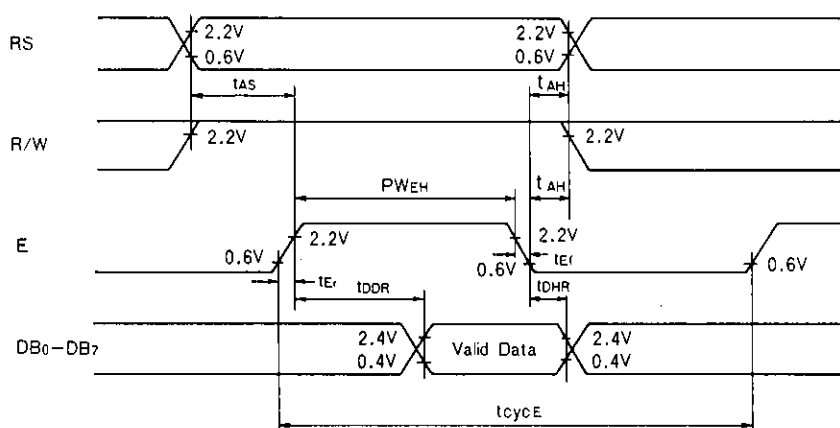 RS
2.2V
0.6V
2.2V
0.6V
tAS
tAH
R/W
2.2V
2.2V
PWEH
tAH
E
0.6V
2.2V
2.2V
0.6V
tEr
tEf
tDDR
tDHR
DB0-DB7
2.4V
0.4V
Valid Data
2.4V
0.4V
0.6V
tcycE